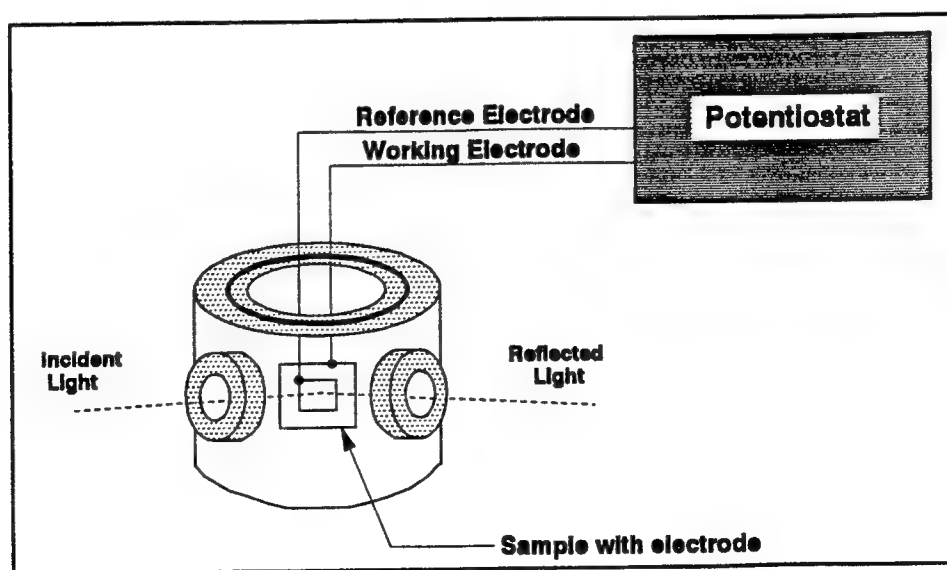 Reference Electrode
Potentiostat
Working Electrode
Incident
Light
Reflected
Light
Sample with electrode